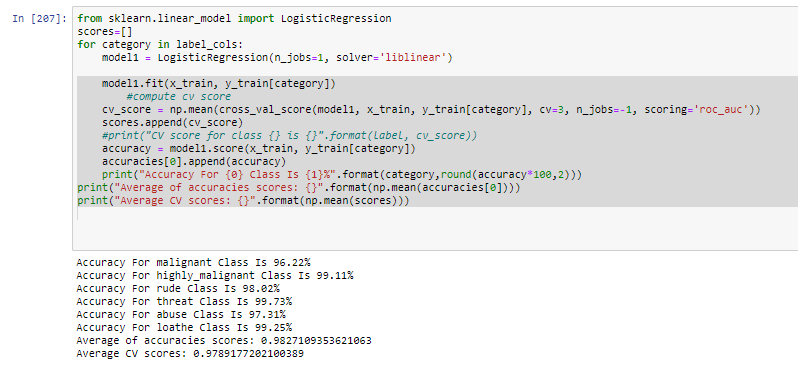 In [207]: from sklearn.linear_model import LogisticRegression
scores=[]
for category in label_cols:
    model1 = LogisticRegression(n_jobs=1, solver='liblinear')

    model1.fit(x_train, y_train[category])
        #compute cv score
    cv_score = np.mean(cross_val_score(model1, x_train, y_train[category], cv=3, n_jobs=-1, scoring='roc_auc'))
    scores.append(cv_score)
    #print("CV score for class {} is {}".format(label, cv_score))
    accuracy = model1.score(x_train, y_train[category])
    accuracies[0].append(accuracy)
    print("Accuracy For {0} Class Is {1}%".format(category,round(accuracy*100,2)))
print("Average of accuracies scores: {}".format(np.mean(accuracies[0])))
print("Average CV scores: {}".format(np.mean(scores)))

Accuracy For malignant Class Is 96.22%
Accuracy For highly_malignant Class Is 99.11%
Accuracy For rude Class Is 98.02%
Accuracy For threat Class Is 99.73%
Accuracy For abuse Class Is 97.31%
Accuracy For loathe Class Is 99.25%
Average of accuracies scores: 0.9827109353621063
Average CV scores: 0.9789177202100389